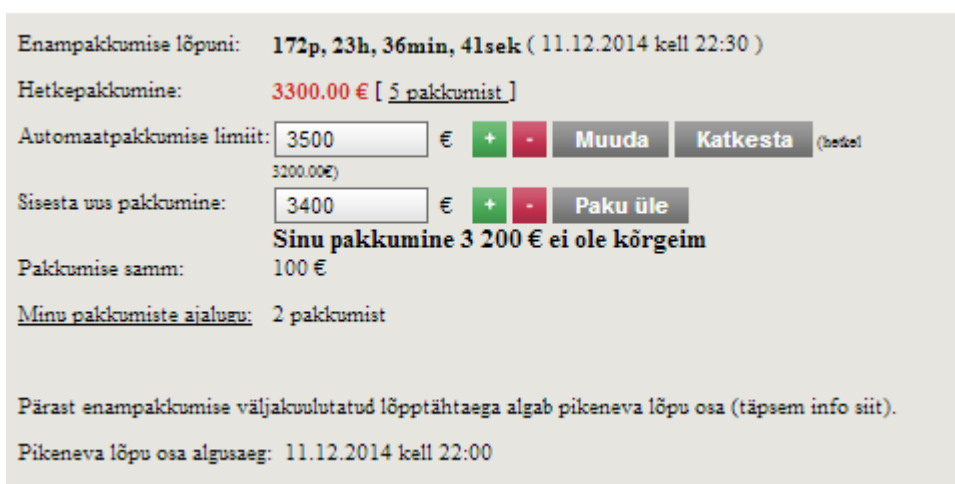 Enampakkumise lõpuni: 172p, 23h, 36min, 41sek ( 11.12.2014 kell 22:30 )
Hetkepakkumine: 3300.00 € [ 5 pakkumist ]
Automaatpakkumise limiit: 3500 € + - Muuda Katkesta (hetkel
3200.00€)
Sisesta uus pakkumine: 3400 € + - Paku üle
Sinu pakkumine 3 200 € ei ole kõrgeim
Pakkumise samm: 100 €
Minu pakkumiste ajalugu: 2 pakkumist
Pärast enampakkumise väljakuulutatud lõpptähtaega algab pikeneva lõpu osa (täpsem info siit).
Pikeneva lõpu osa algusaeg: 11.12.2014 kell 22:00